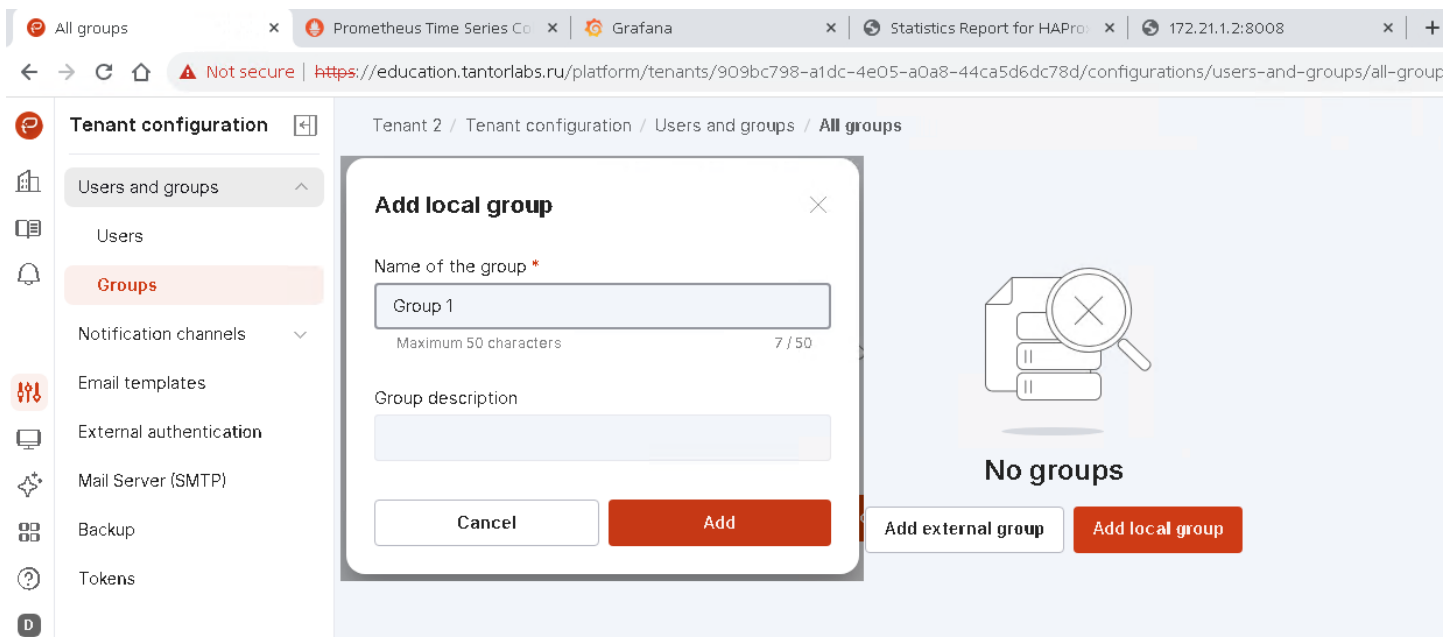 All groups
Prometheus Time Series Co
Grafana
Statistics Report for HAPro
172.21.1.2:8008
Not secure | https://education.tantorlabs.ru/platform/tenants/909bc798-a1dc-4e05-a0a8-44ca5d6dc78d/configurations/users-and-groups/all-group
Tenant configuration
Tenant 2 / Tenant configuration / Users and groups / All groups
Users and groups
Users
Groups
Notification channels
Email templates
External authentication
Mail Server (SMTP)
Backup
Tokens
D
Add local group
Name of the group *
Group 1
Maximum 50 characters 7 / 50
Group description
Cancel Add
No groups
Add external group Add local group